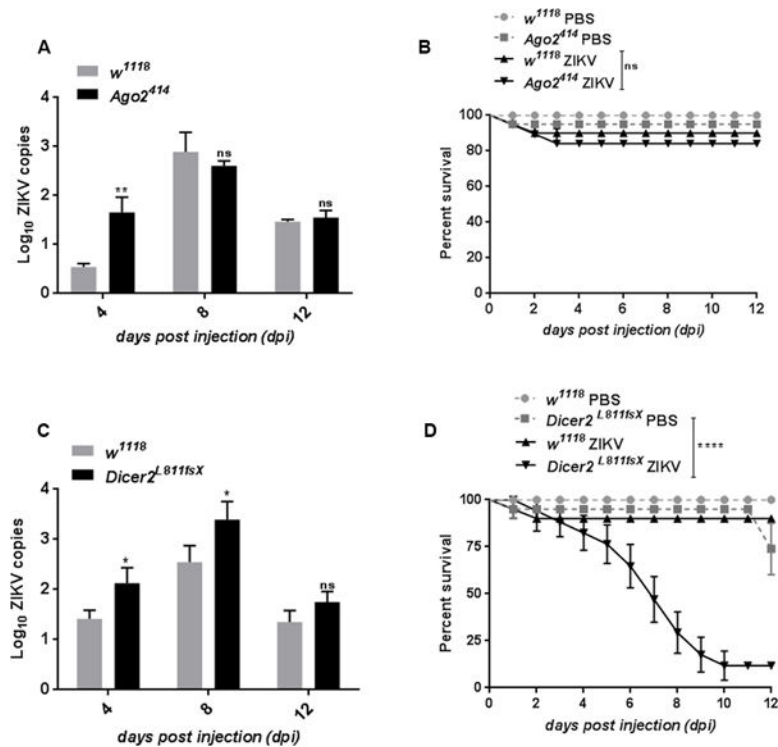 A
w1118
Ago2414
Log10 ZIKV copies
4
3
2
1
0
**
ns
ns
4
8
12
days post injection (dpi)
B
w1118 PBS
Ago2414 PBS
w1118 ZIKV
Ago2414 ZIKV
ns
Percent survival
100
80
60
40
20
0
0 2 4 6 8 10 12
days post injection (dpi)
C
w1118
Dicer2L811fsX
Log10 ZIKV copies
4
3
2
1
0
*
*
ns
4
8
12
days post injection (dpi)
D
w1118 PBS
Dicer2 L811fsX PBS
w1118 ZIKV
Dicer2 L811fsX ZIKV
****
Percent survival
100
75
50
25
0
0 2 4 6 8 10 12
days post injection (dpi)